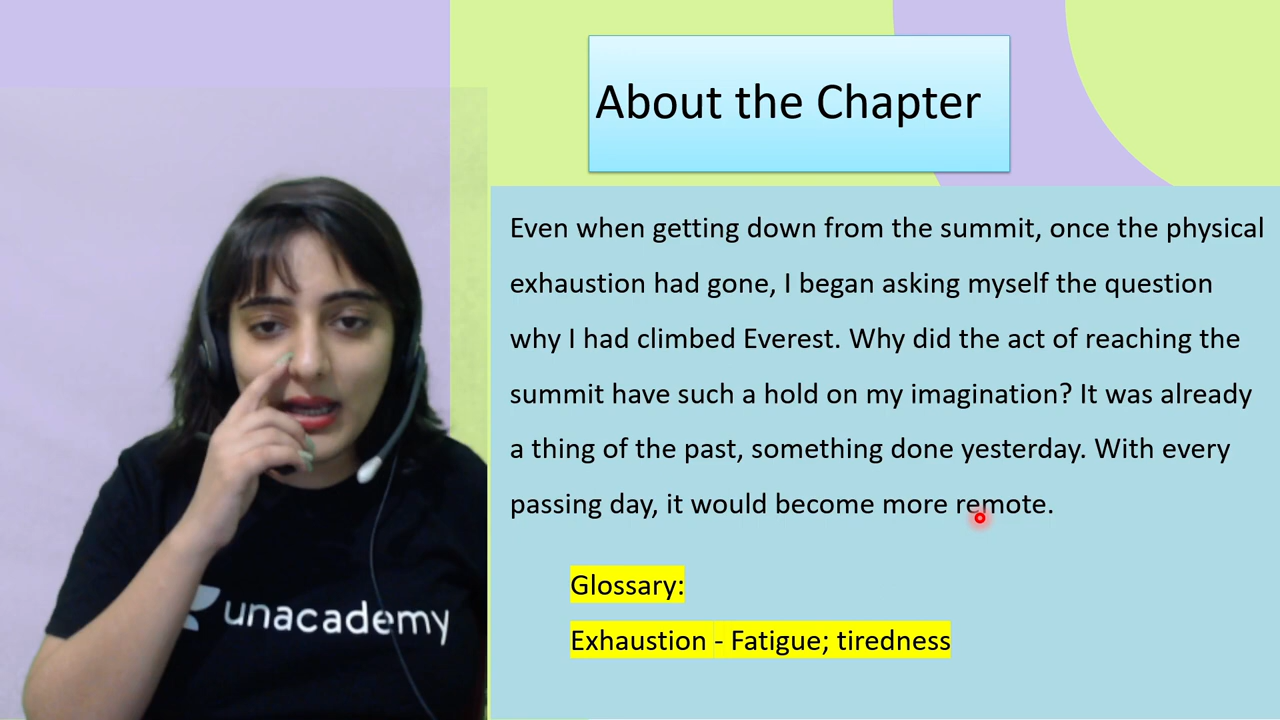 About the Chapter
Even when getting down from the summit, once the physical
exhaustion had gone, I began asking myself the question
why I had climbed Everest. Why did the act of reaching the
summit have such a hold on my imagination? It was already
a thing of the past, something done yesterday. With every
passing day, it would become more remote.
Glossary:
Exhaustion - Fatigue; tiredness
unacademy